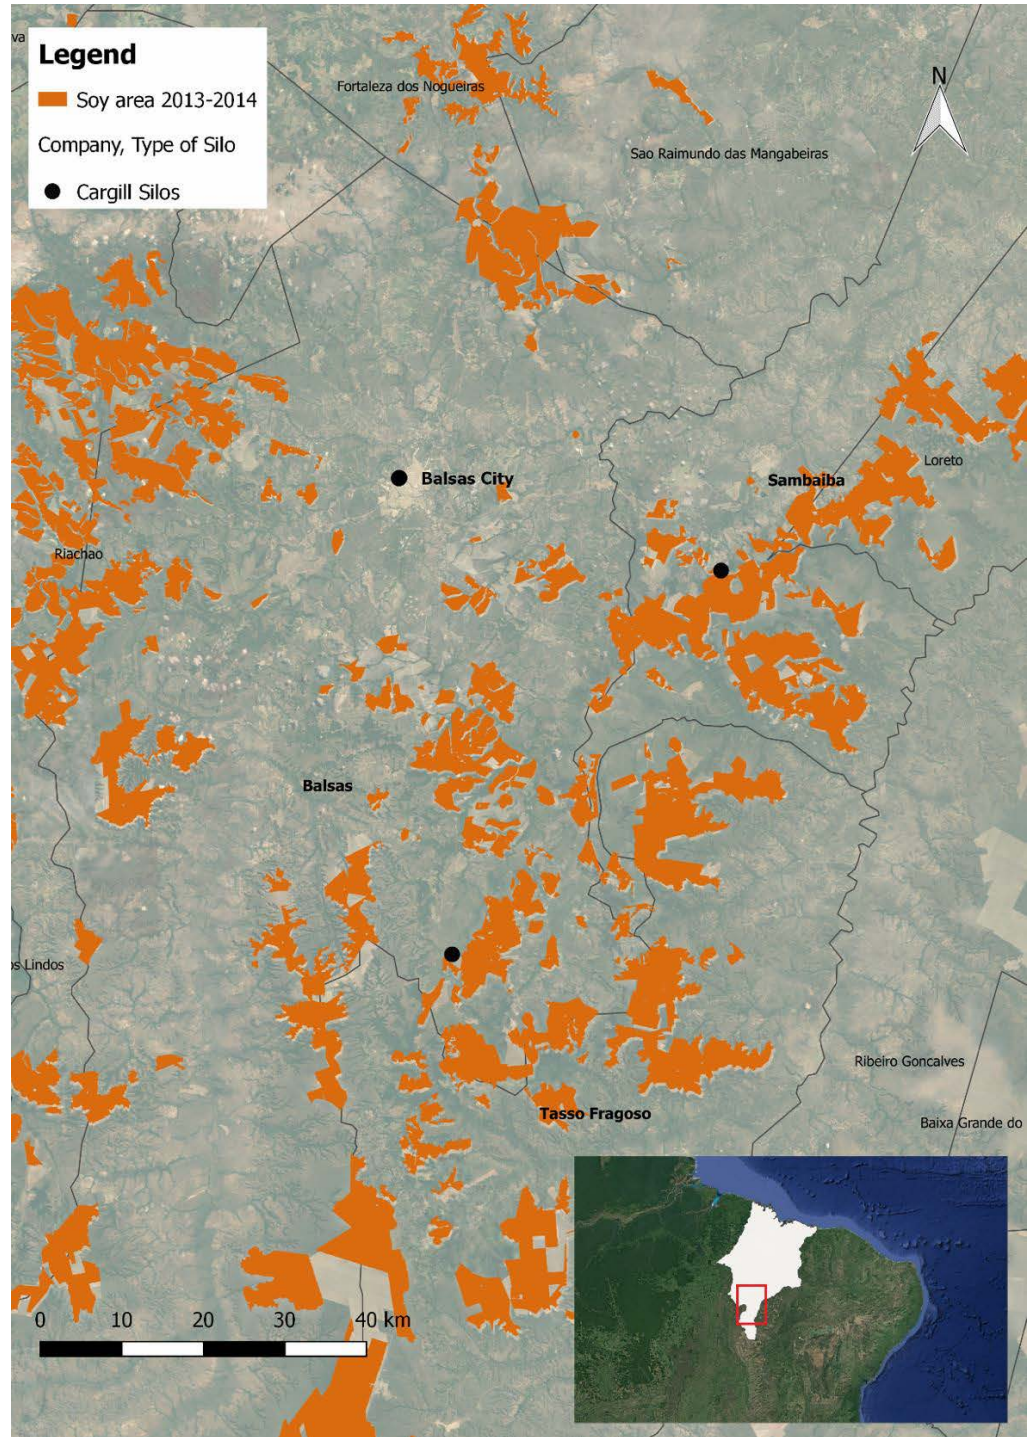 va
Legend
Soy area 2013-2014
Company, Type of Silo
Cargill Silos
Fortaleza dos Nogueiras
N
Sao Raimundo das Mangabeiras
Balsas City
Sambaiba
Loreto
Riachao
Balsas
os Lindos
Ribeiro Goncalves
Tasso Fragoso
Baixa Grande do
0 10 20 30 40 km